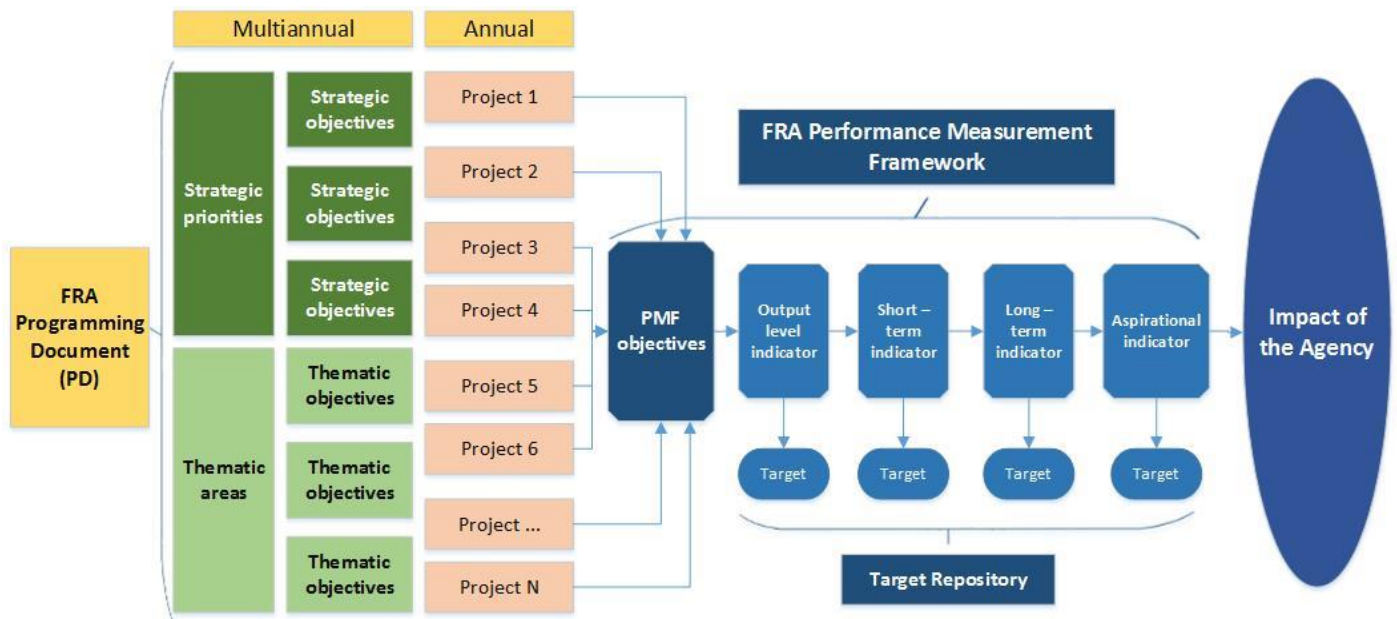 Multiannual
Annual
FRA
Programming
Document
(PD)
Strategic
priorities
Thematic
areas
Strategic
objectives
Strategic
objectives
Strategic
objectives
Thematic
objectives
Thematic
objectives
Thematic
objectives
Project 1
Project 2
Project 3
Project 4
Project 5
Project 6
Project ...
Project N
PMF
objectives
FRA Performance Measurement
Framework
Output
level
indicator
Short –
term
indicator
Long –
term
indicator
Aspirational
indicator
Target
Target
Target
Target
Target Repository
Impact of
the Agency